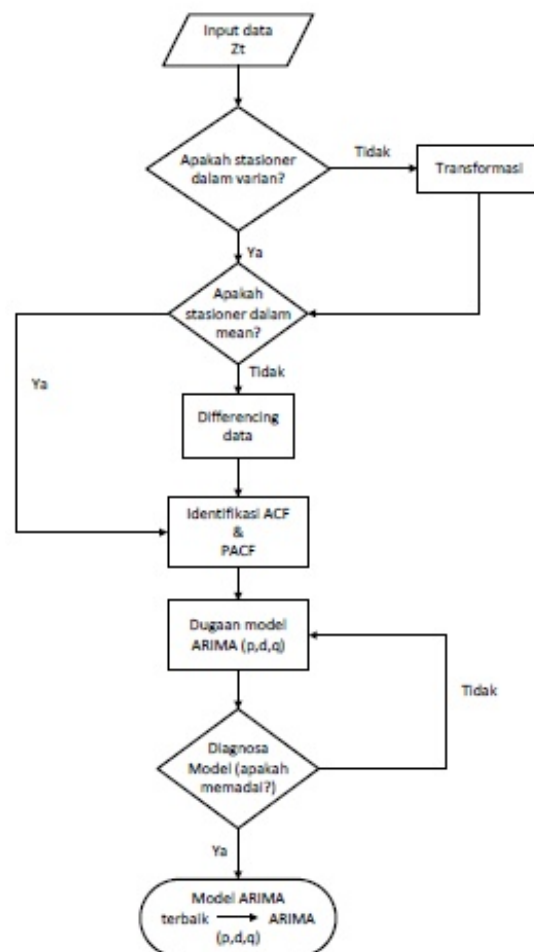 Input data
Zt
Apakah stasioner
dalam varian?
Tidak
Transformasi
Ya
Apakah
stasioner dalam
mean?
Ya
Tidak
Differencing
data
Identifikasi ACF
&
PACF
Dugaan model
ARIMA (p,d,q)
Tidak
Diagnosa
Model (apakah
memadai?)
Ya
Model ARIMA
terbaik ARIMA
(p,d,q)